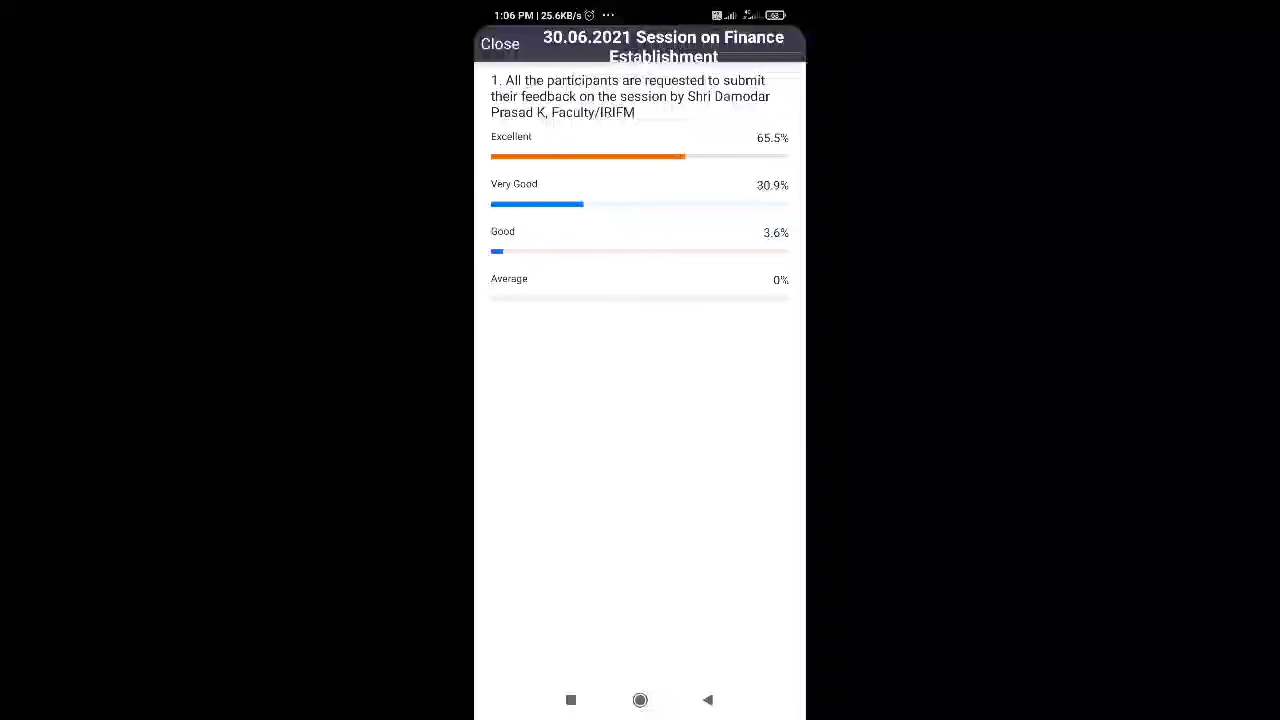 1:06 PM | 25.6KB/s
4G
63
Close
30.06.2021 Session on Finance
Establishment
1. All the participants are requested to submit
their feedback on the session by Shri Damodar
Prasad K, Faculty/IRIFM
Excellent 65.5%
Very Good 30.9%
Good 3.6%
Average 0%